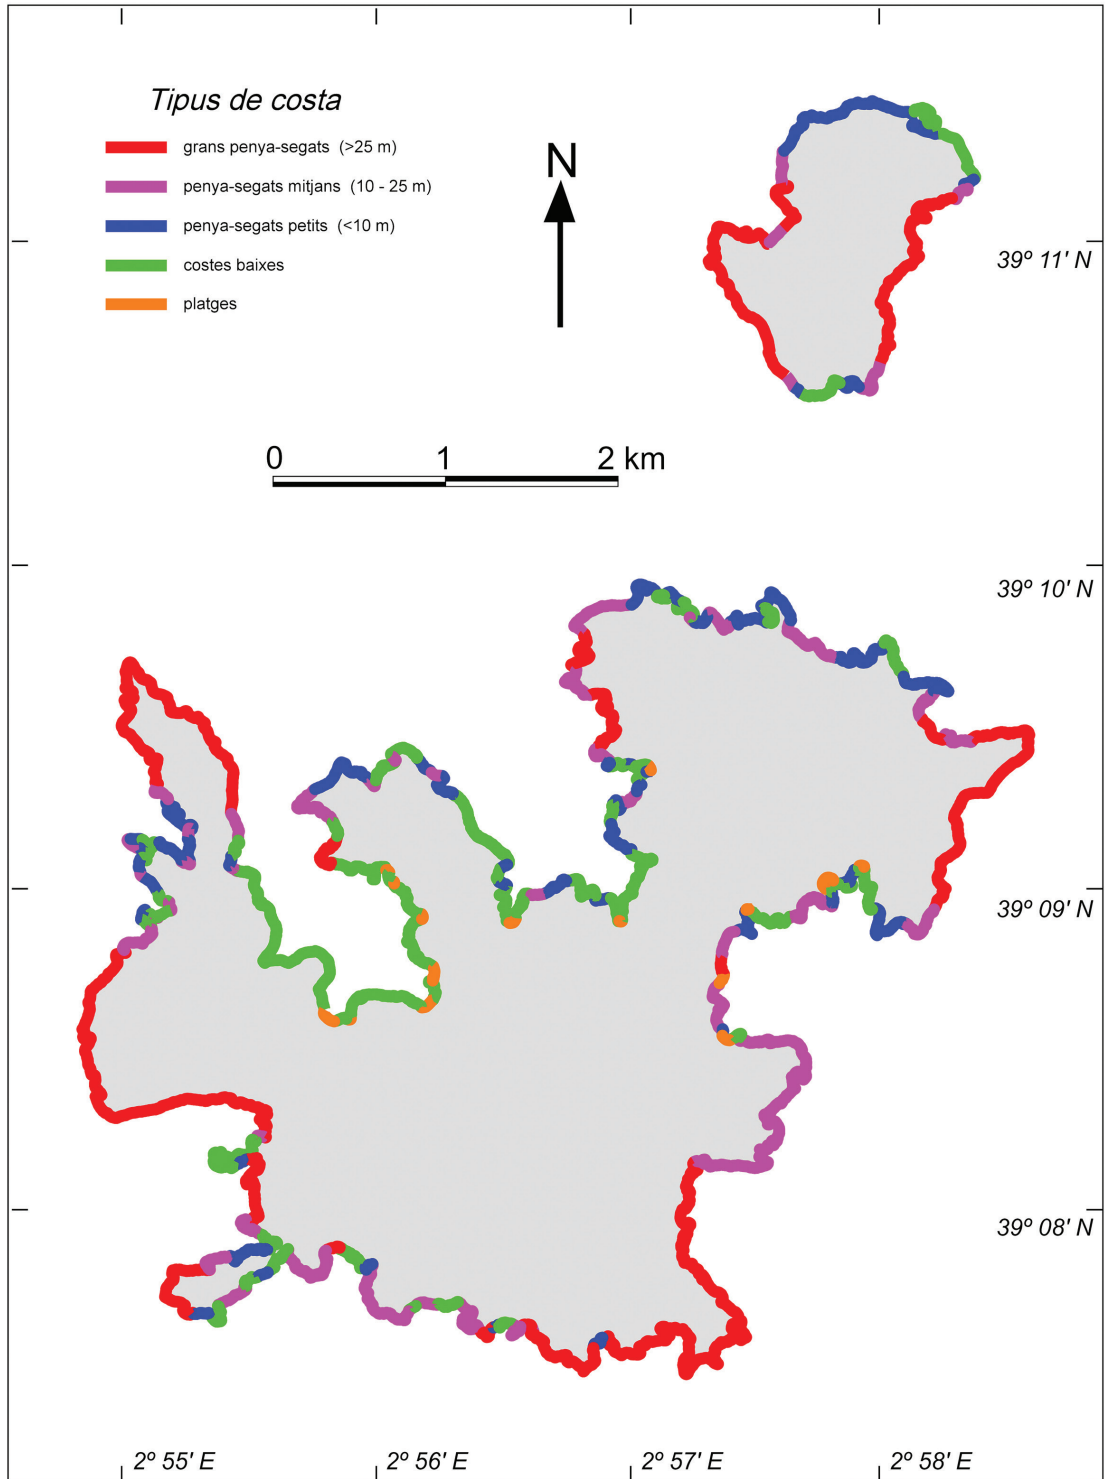 Tipus de costa
grans penya-segats (>25 m)
penya-segats mitjans (10 - 25 m)
penya-segats petits (<10 m)
costes baixes
platges
N
39º 11' N
0 1 2 km
39º 10' N
39º 09' N
39º 08' N
2º 55' E 2º 56' E 2º 57' E 2º 58' E